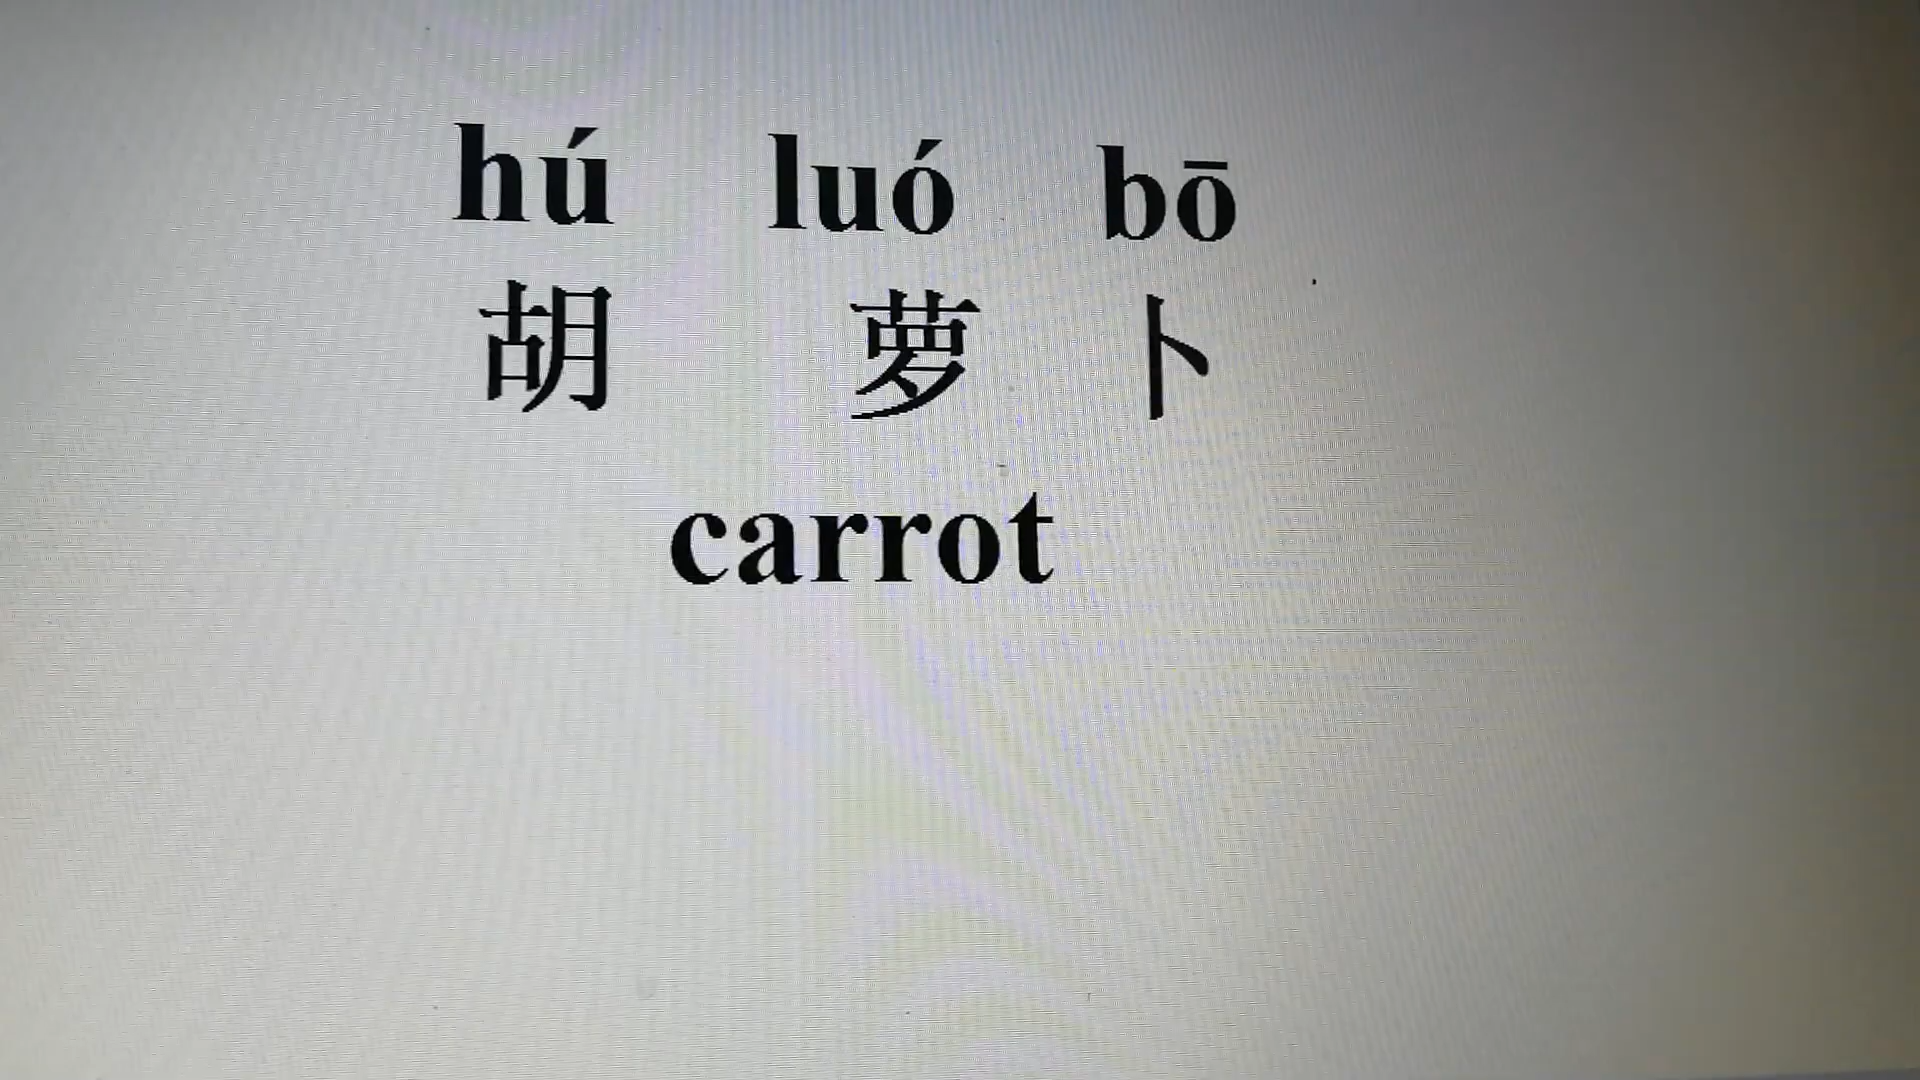 hú luó bō
胡 萝 卜
carrot